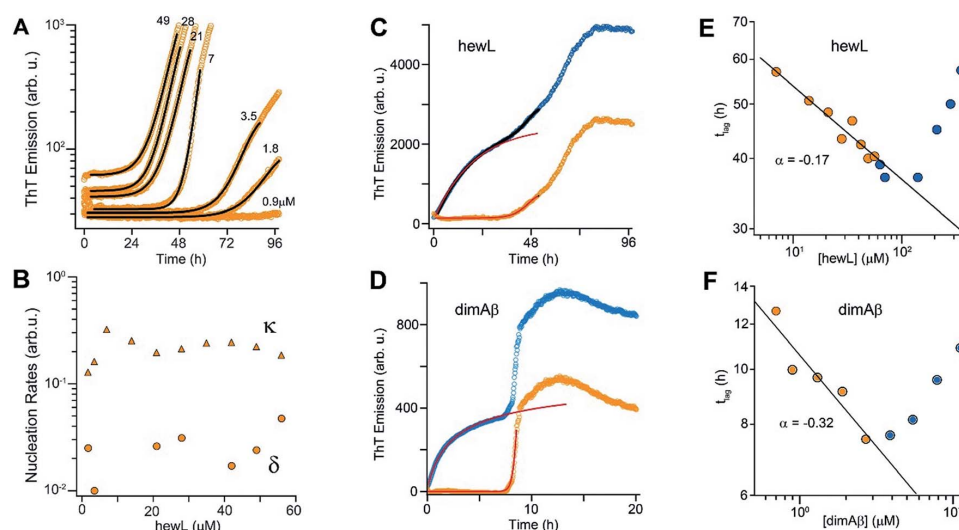 A
10³
10²
ThT Emission (arb. u.)
49
28
21
7
3.5
1.8
0.9μM
0
24
48
72
96
Time (h)
B
10⁰
10⁻¹
10⁻²
Nucleation Rates (arb.u.)
κ
δ
0
20
40
60
hewL (μM)
C
hewL
4000
2000
0
ThT Emission (arb. u.)
0
48
96
Time (h)
D
dimAβ
800
400
0
ThT Emission (arb. u.)
0
10
20
Time (h)
E
hewL
70
60
50
40
30
t_lag (h)
α = -0.17
10¹
10²
[hewL] (μM)
F
dimAβ
14
12
10
8
6
t_lag (h)
α = -0.32
10⁰
[dimAβ] (μM)